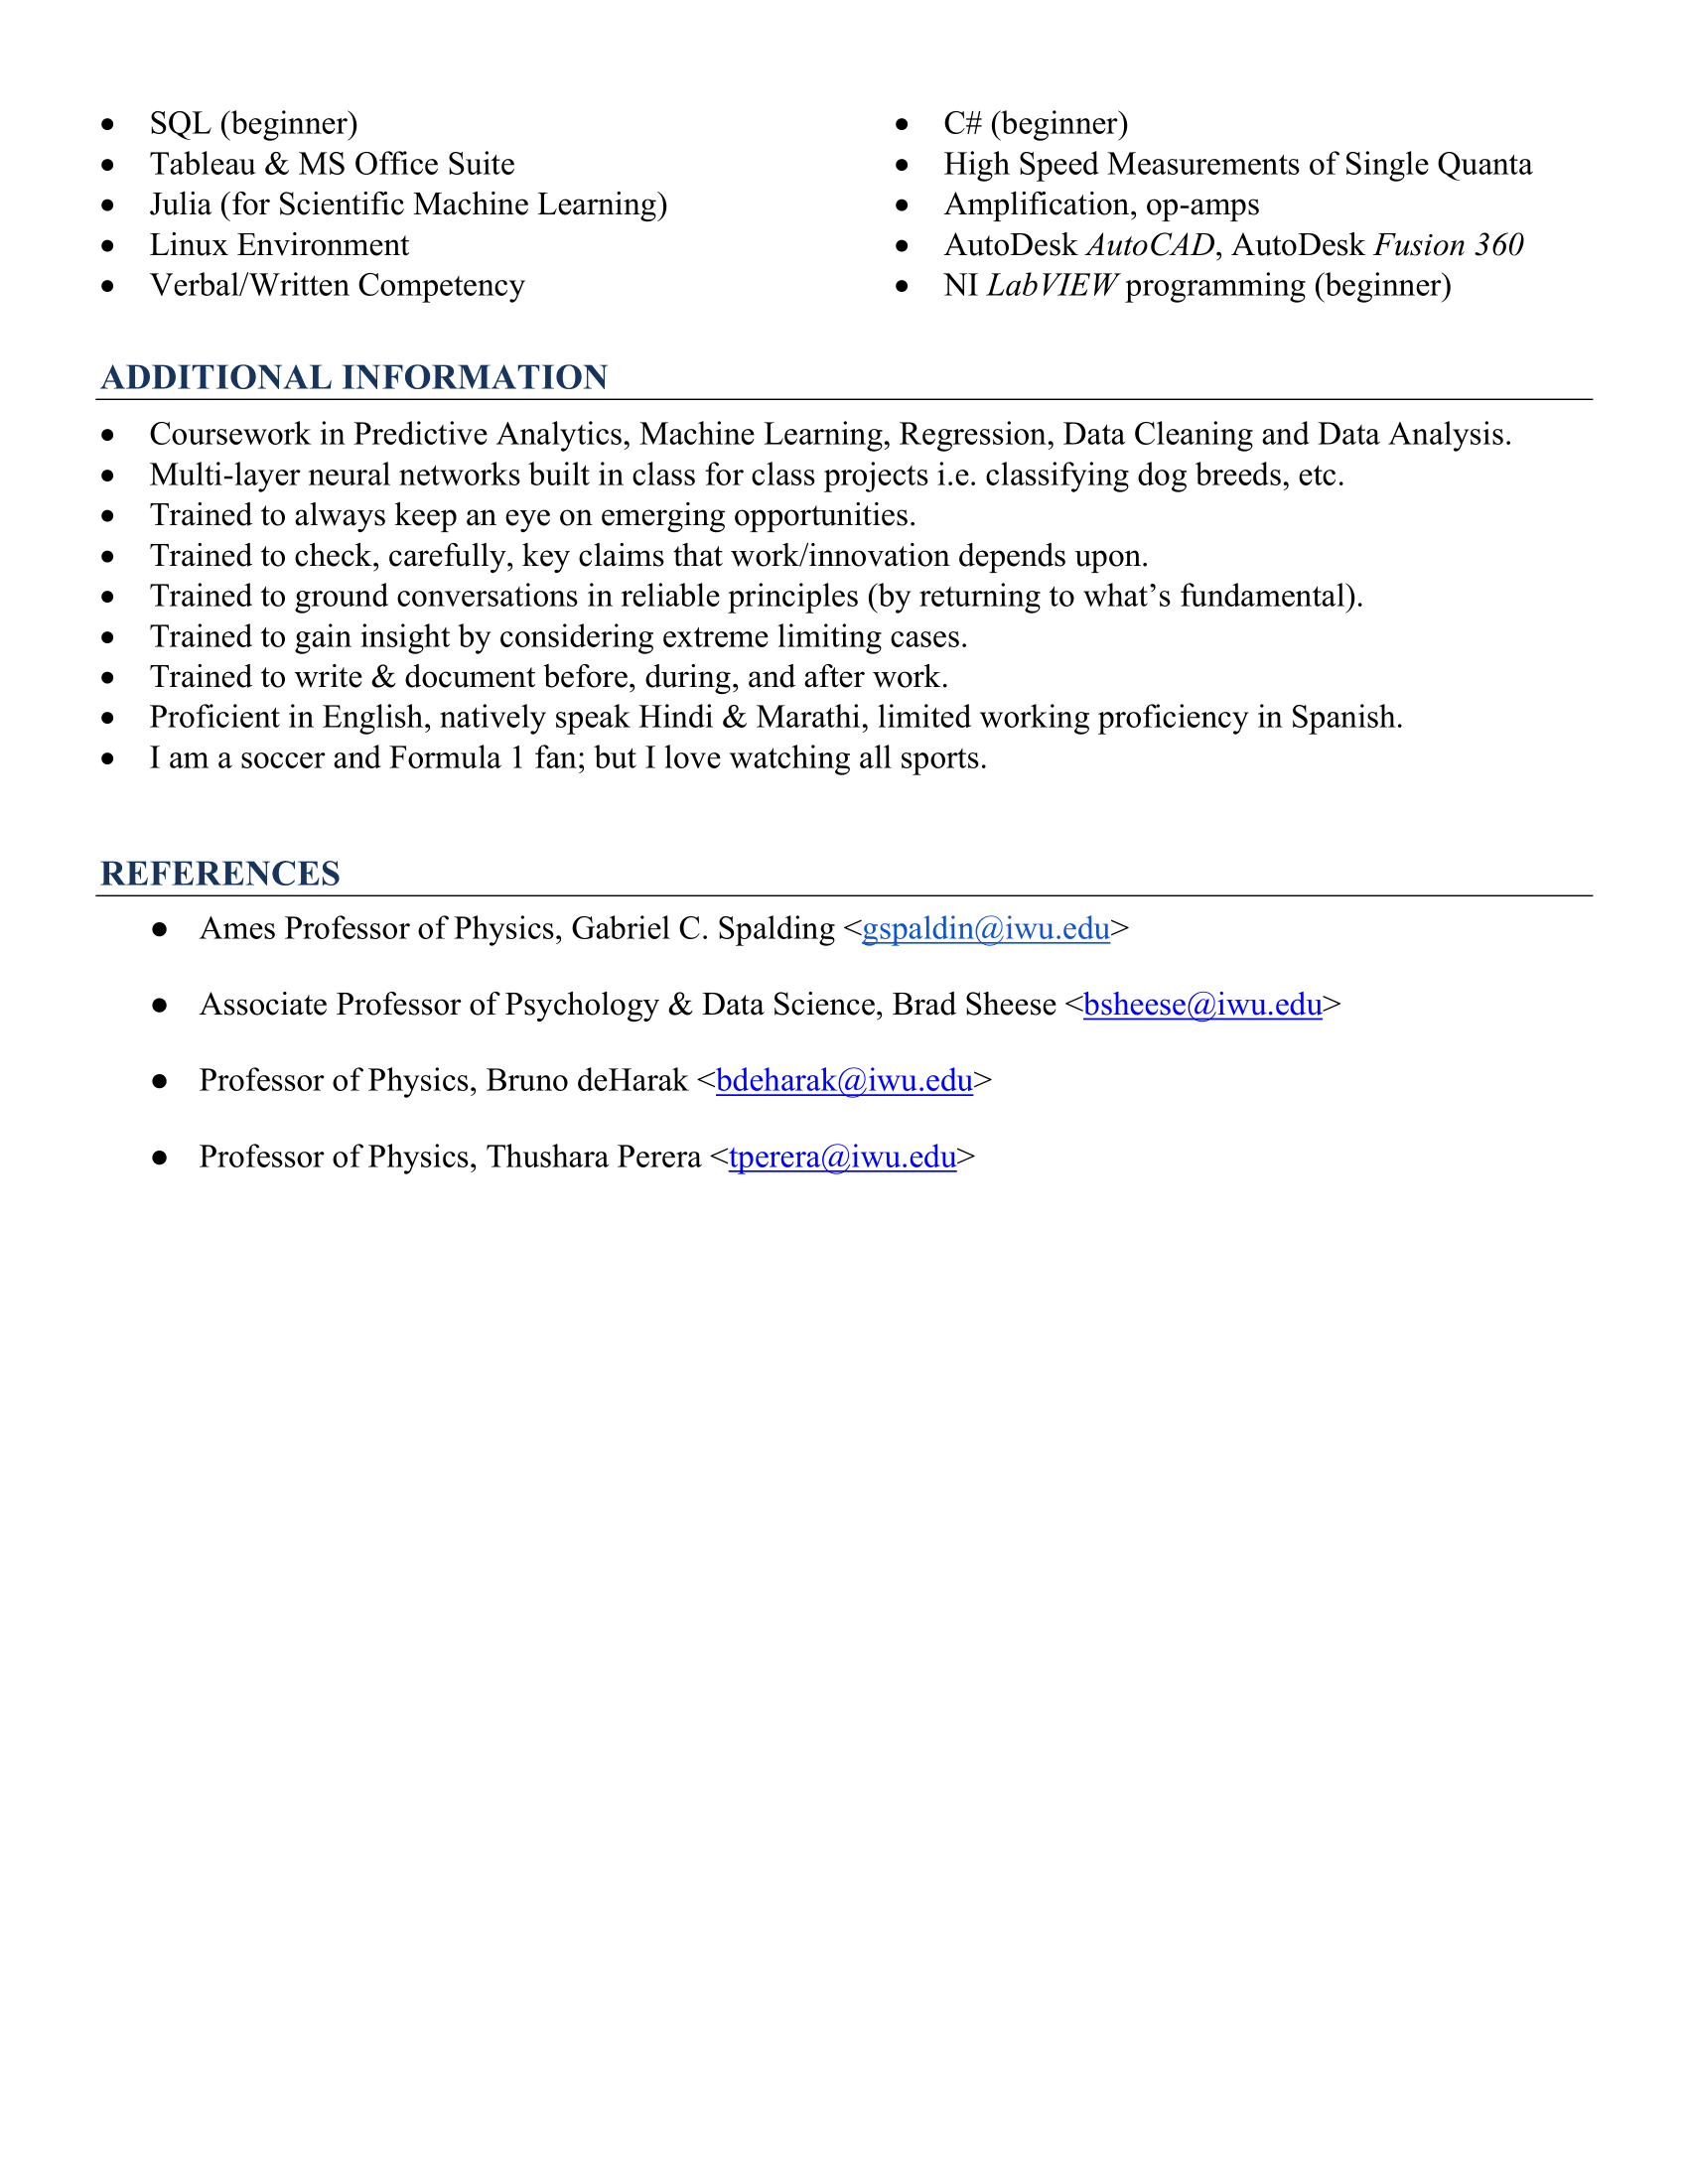 • SQL (beginner)
• Tableau & MS Office Suite
• Julia (for Scientific Machine Learning)
• Linux Environment
• Verbal/Written Competency
• C# (beginner)
• High Speed Measurements of Single Quanta
• Amplification, op-amps
• AutoDesk AutoCAD, AutoDesk Fusion 360
• NI LabVIEW programming (beginner)
ADDITIONAL INFORMATION
• Coursework in Predictive Analytics, Machine Learning, Regression, Data Cleaning and Data Analysis.
• Multi-layer neural networks built in class for class projects i.e. classifying dog breeds, etc.
• Trained to always keep an eye on emerging opportunities.
• Trained to check, carefully, key claims that work/innovation depends upon.
• Trained to ground conversations in reliable principles (by returning to what’s fundamental).
• Trained to gain insight by considering extreme limiting cases.
• Trained to write & document before, during, and after work.
• Proficient in English, natively speak Hindi & Marathi, limited working proficiency in Spanish.
• I am a soccer and Formula 1 fan; but I love watching all sports.
REFERENCES
● Ames Professor of Physics, Gabriel C. Spalding <gspaldin@iwu.edu>
● Associate Professor of Psychology & Data Science, Brad Sheese <bsheese@iwu.edu>
● Professor of Physics, Bruno deHarak <bdeharak@iwu.edu>
● Professor of Physics, Thushara Perera <tperera@iwu.edu>